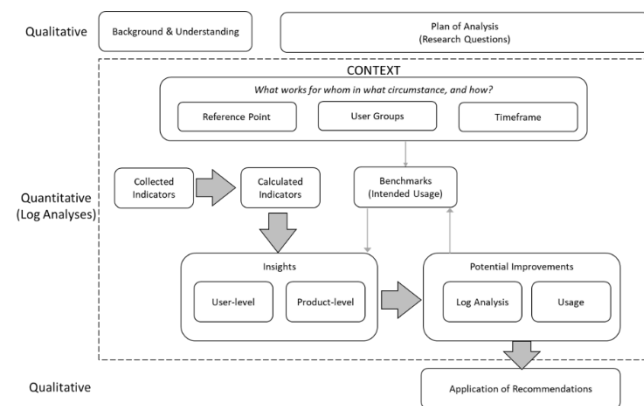 Qualitative
Background & Understanding
Plan of Analysis
(Research Questions)
CONTEXT
What works for whom in what circumstance, and how?
Reference Point
User Groups
Timeframe
Quantitative
(Log Analyses)
Collected
Indicators
Calculated
Indicators
Benchmarks
(Intended Usage)
Insights
User-level
Product-level
Potential Improvements
Log Analysis
Usage
Qualitative
Application of Recommendations